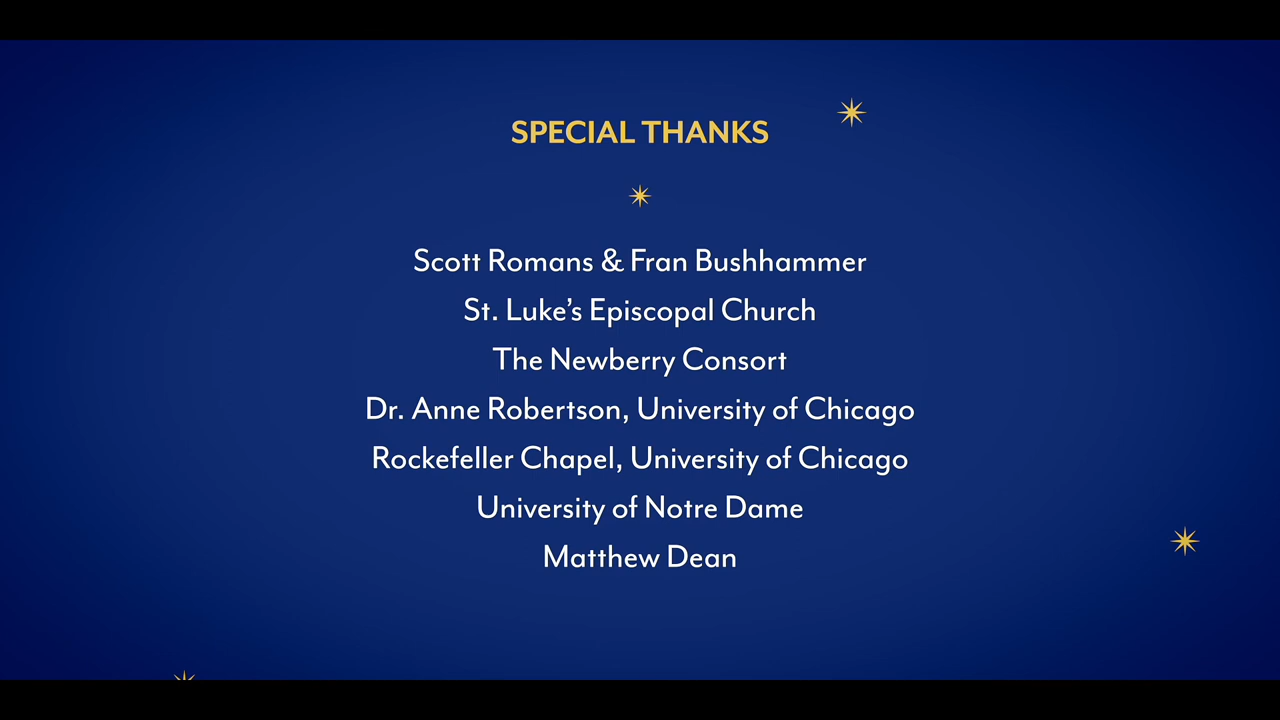 SPECIAL THANKS
Scott Romans & Fran Bushhammer
St. Luke’s Episcopal Church
The Newberry Consort
Dr. Anne Robertson, University of Chicago
Rockefeller Chapel, University of Chicago
University of Notre Dame
Matthew Dean